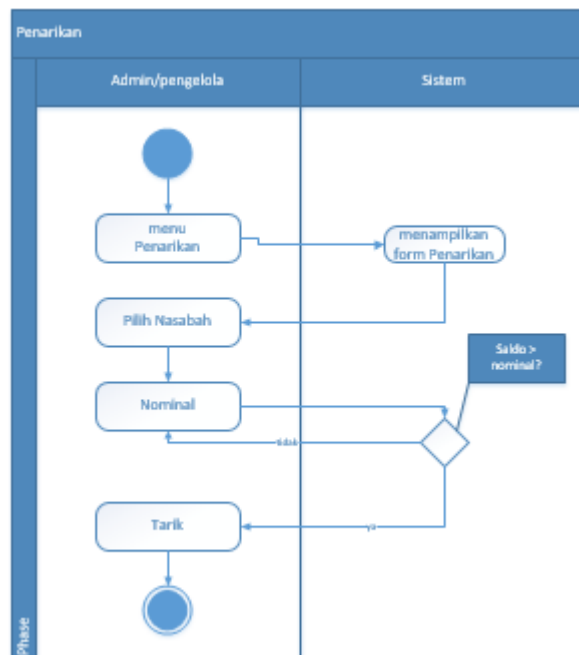 Penarikan
Admin/pengelola
Sistem
menu
Penarikan
menampilkan
form Penarikan
Pilih Nasabah
Saldo >
nominal?
Nominal
tidak
Tarik
ya
Phase